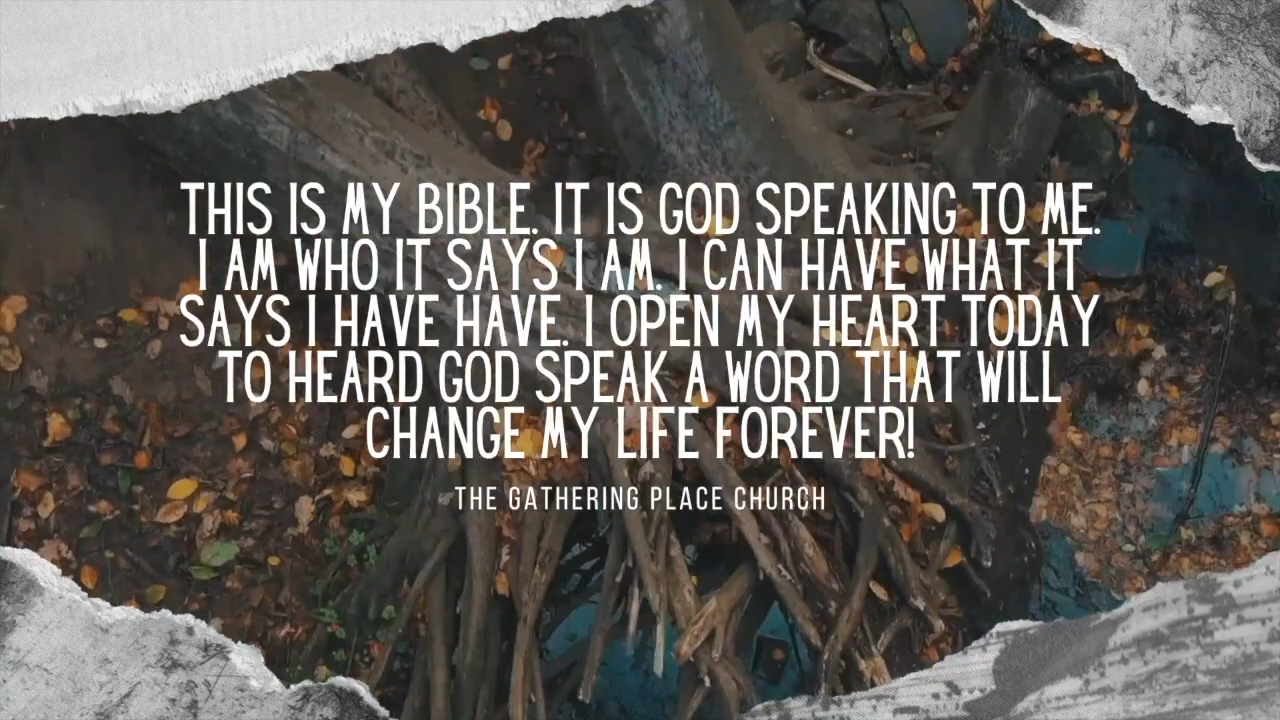 THIS IS MY BIBLE. IT IS GOD SPEAKING TO ME.
I AM WHO IT SAYS I AM. I CAN HAVE WHAT IT
SAYS I HAVE HAVE. I OPEN MY HEART TODAY
TO HEARD GOD SPEAK A WORD THAT WILL
CHANGE MY LIFE FOREVER!
THE GATHERING PLACE CHURCH